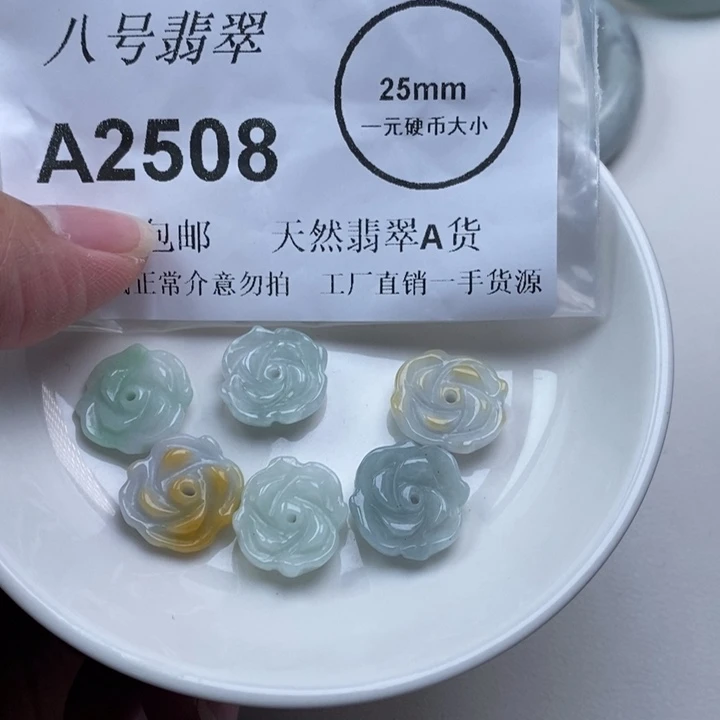 八号翡翠
25mm
一元硬币大小
A2508
包邮 天然翡翠A货
正常介意勿拍 工厂直销一手货源